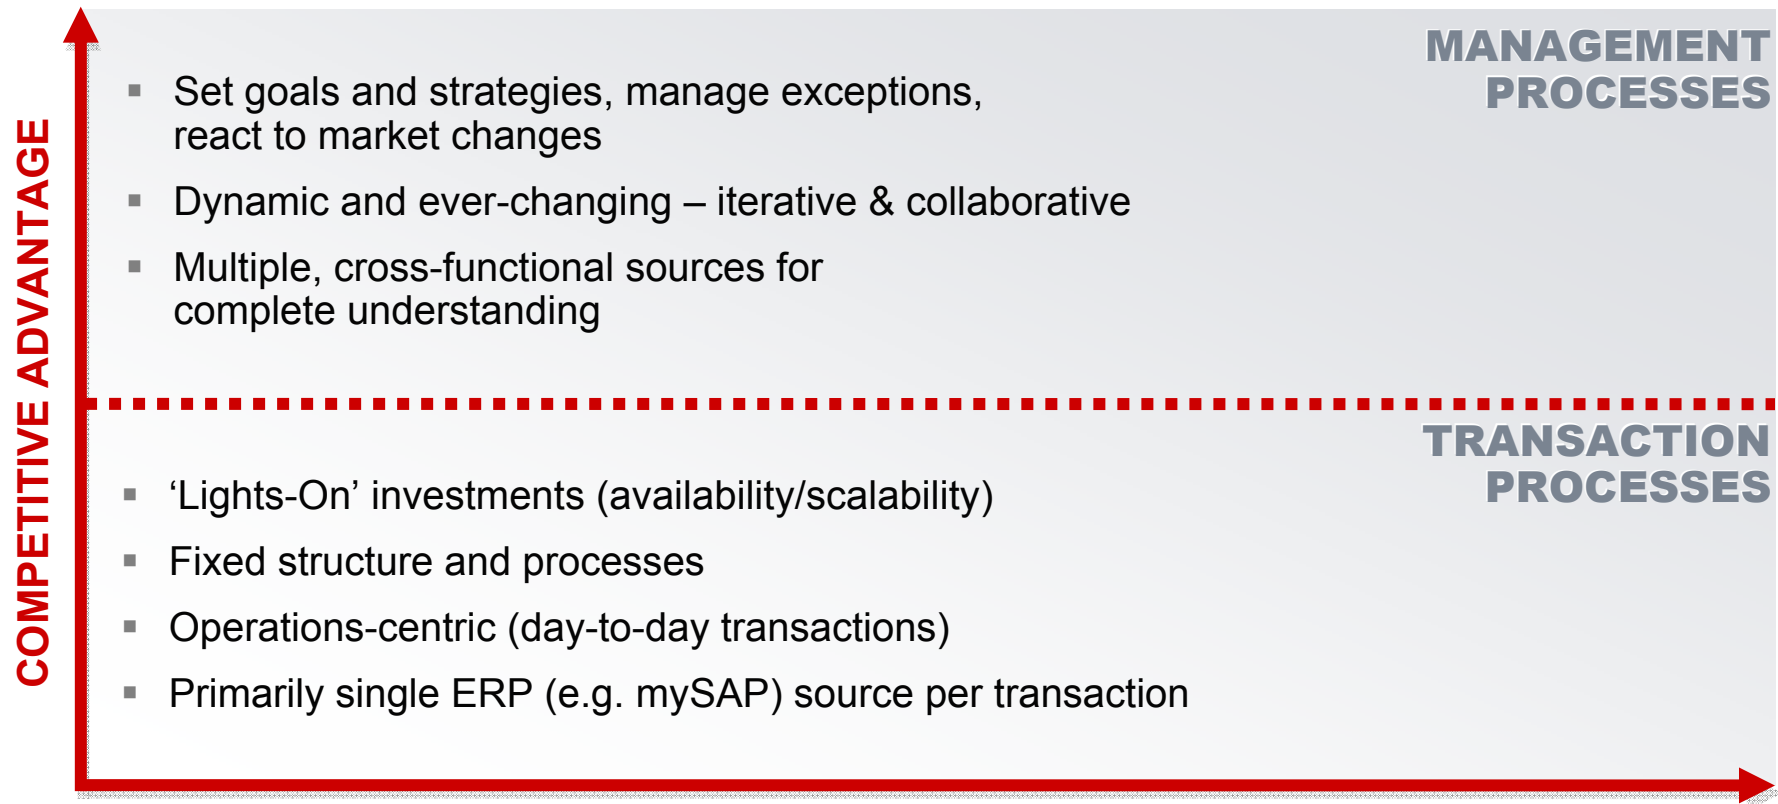 MANAGEMENT
PROCESSES
▪ Set goals and strategies, manage exceptions,
react to market changes
▪ Dynamic and ever-changing – iterative & collaborative
▪ Multiple, cross-functional sources for
complete understanding
COMPETITIVE ADVANTAGE
TRANSACTION
PROCESSES
▪ ‘Lights-On’ investments (availability/scalability)
▪ Fixed structure and processes
▪ Operations-centric (day-to-day transactions)
▪ Primarily single ERP (e.g. mySAP) source per transaction